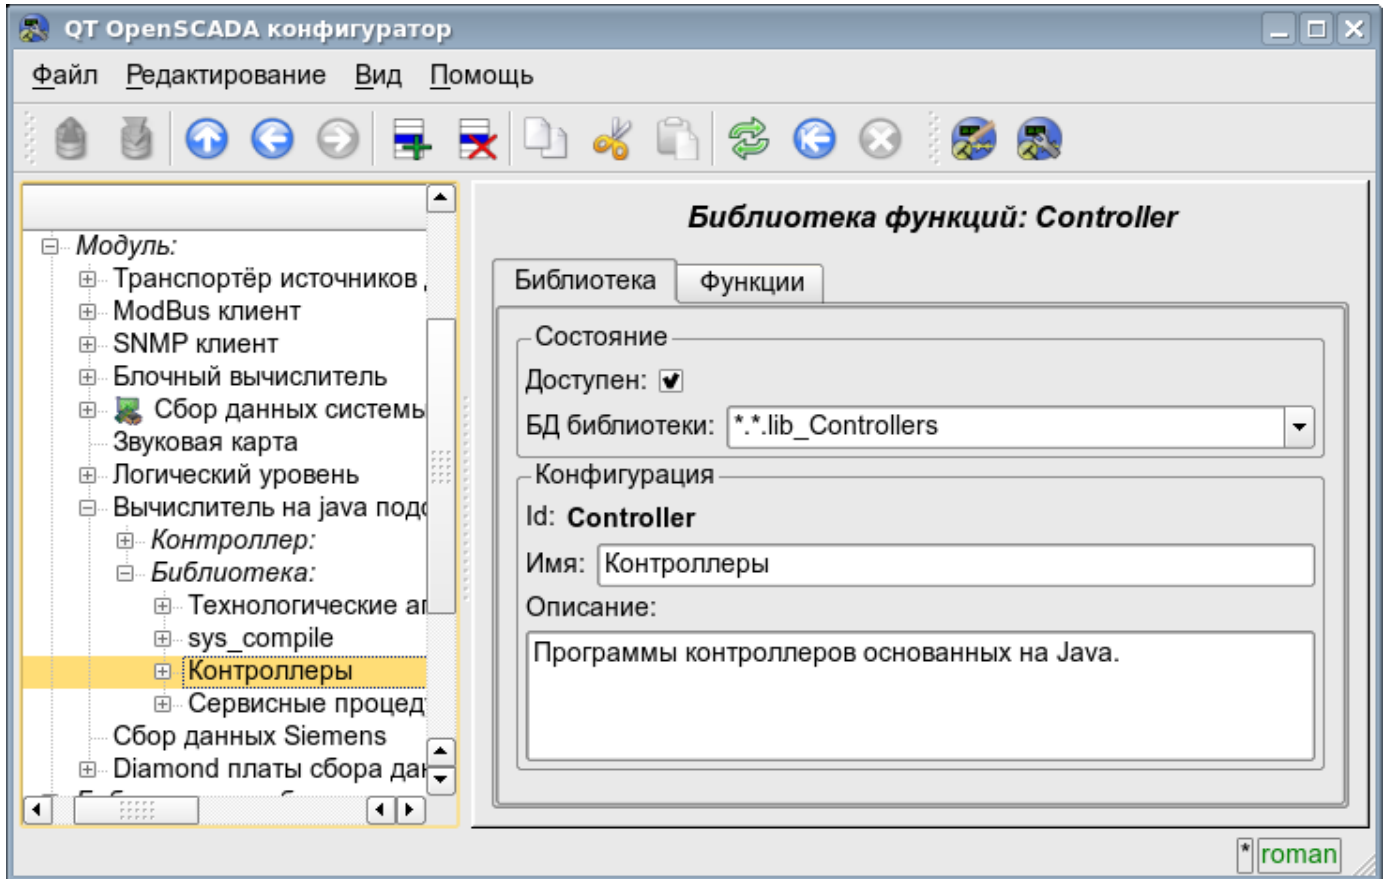 QT OpenSCADA конфигуратор
Файл Редактирование Вид Помощь
Модуль:
Транспортёр источников
ModBus клиент
SNMP клиент
Блочный вычислитель
Сбор данных системы
Звуковая карта
Логический уровень
Вычислитель на java
Контроллер:
Библиотека:
Технологические
sys_compile
Контроллеры
Сервисные
Сбор данных Siemens
Diamond платы сбора
Библиотека функций: Controller
Библиотека Функции
Состояние
Доступен:
БД библиотеки: *.*.lib_Controllers
Конфигурация
Id: Controller
Имя: Контроллеры
Описание:
Программы контроллеров основанных на Java.
* roman